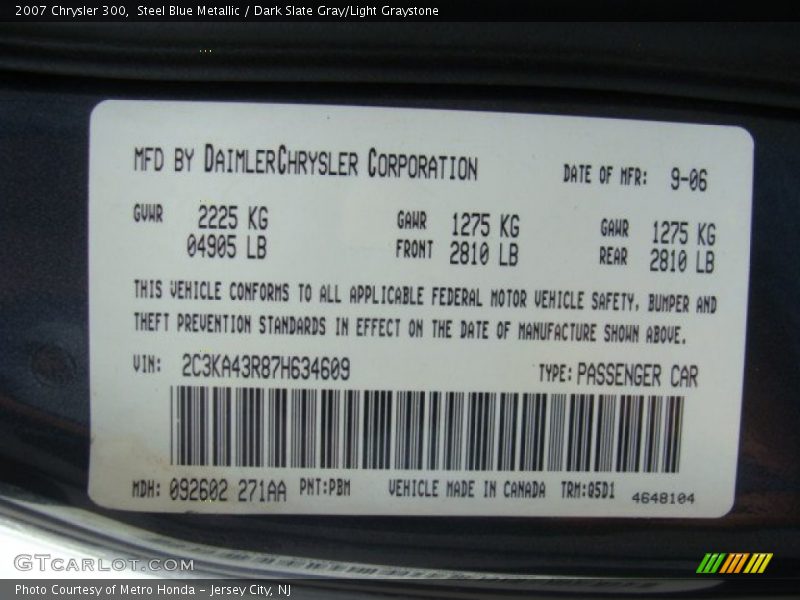 2007 Chrysler 300, Steel Blue Metallic / Dark Slate Gray/Light Graystone
MFD BY DAIMLERCHRYSLER CORPORATION DATE OF MFR: 9-06
GVWR 2225 KG GAWR 1275 KG GAWR 1275 KG
04905 LB FRONT 2810 LB REAR 2810 LB
THIS VEHICLE CONFORMS TO ALL APPLICABLE FEDERAL MOTOR VEHICLE SAFETY, BUMPER AND
THEFT PREVENTION STANDARDS IN EFFECT ON THE DATE OF MANUFACTURE SHOWN ABOVE.
VIN: 2C3KA43R87H634609 TYPE: PASSENGER CAR
MDH: 092602 271AA PNT:PBM VEHICLE MADE IN CANADA TRM:Q5D1 4648104
GTCARLOT.COM
Photo Courtesy of Metro Honda - Jersey City, NJ